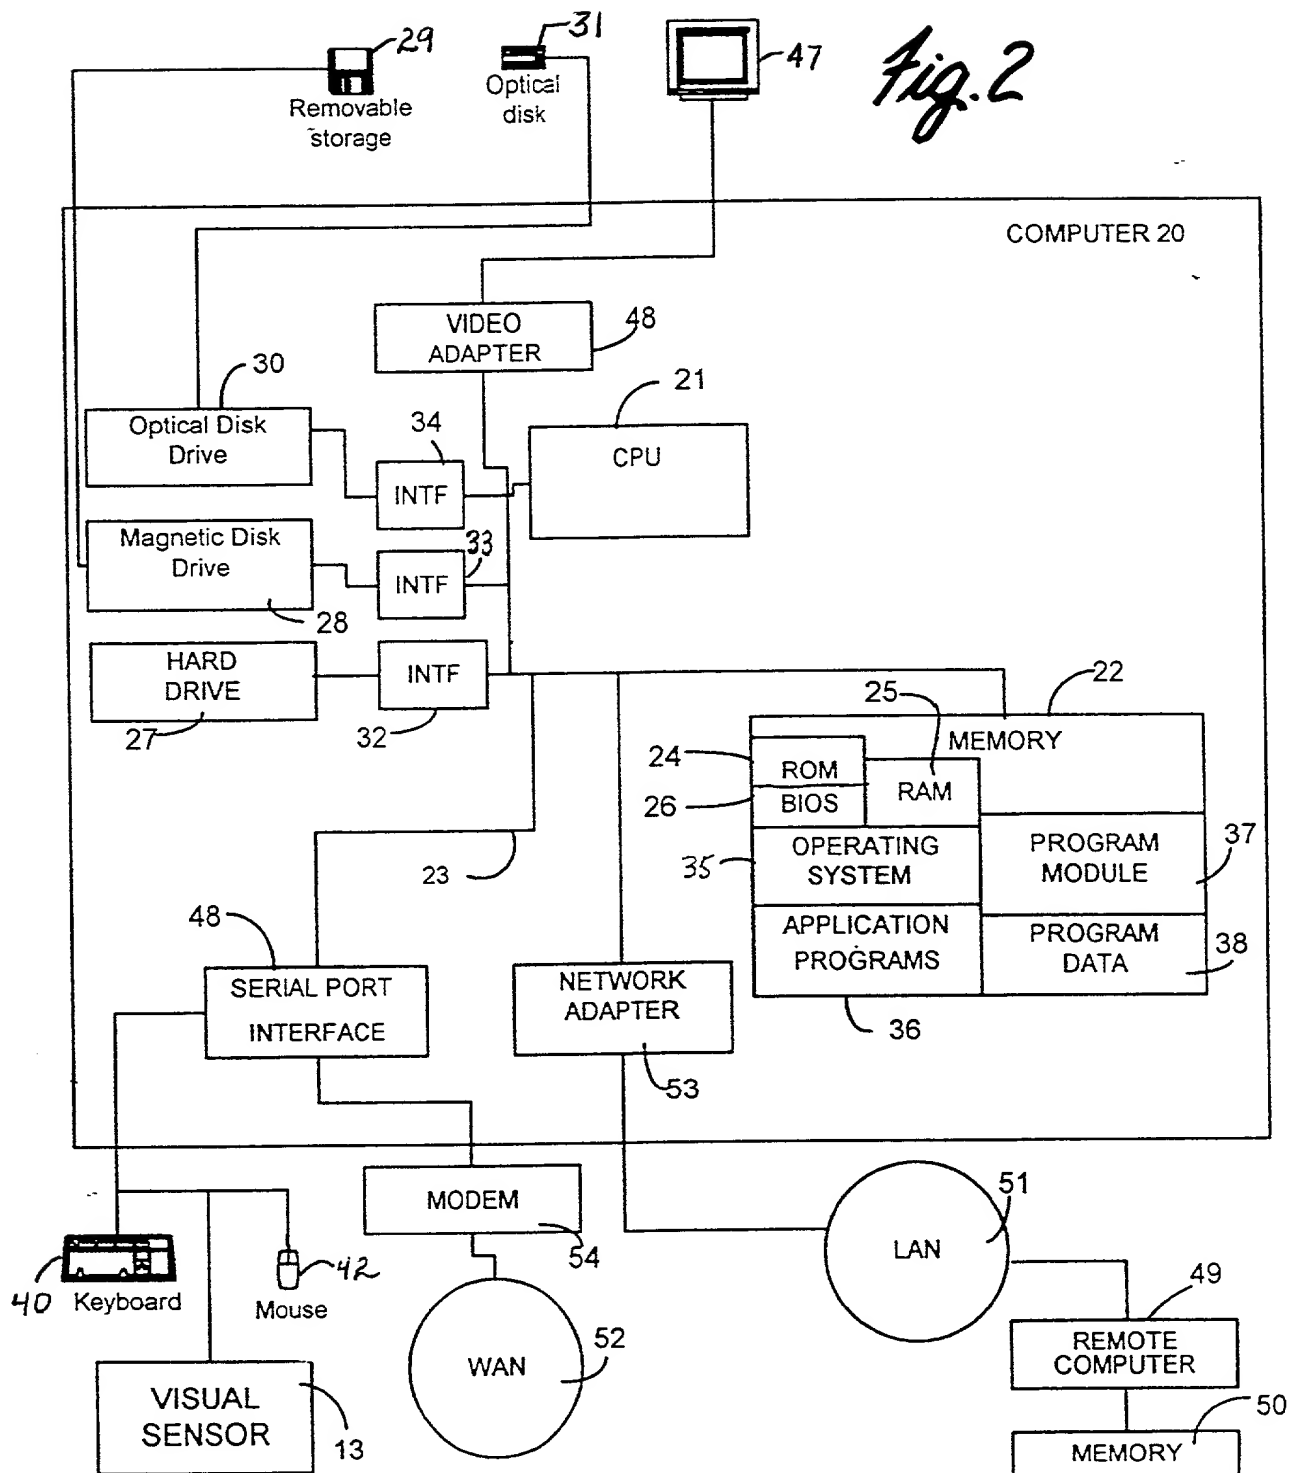 29
31
47
Fig. 2
Removable
storage
Optical
disk
COMPUTER 20
VIDEO
ADAPTER
48
30
21
Optical Disk
Drive
34
INTF
CPU
Magnetic Disk
Drive
28
33
INTF
HARD
DRIVE
27
INTF
32
22
25
MEMORY
24
ROM
26
BIOS
RAM
35
OPERATING
SYSTEM
PROGRAM
MODULE
37
23
48
APPLICATION
PROGRAMS
PROGRAM
DATA
38
36
SERIAL PORT
INTERFACE
NETWORK
ADAPTER
53
MODEM
54
51
LAN
40
Keyboard
42
Mouse
49
REMOTE
COMPUTER
52
WAN
VISUAL
SENSOR
13
50
MEMORY